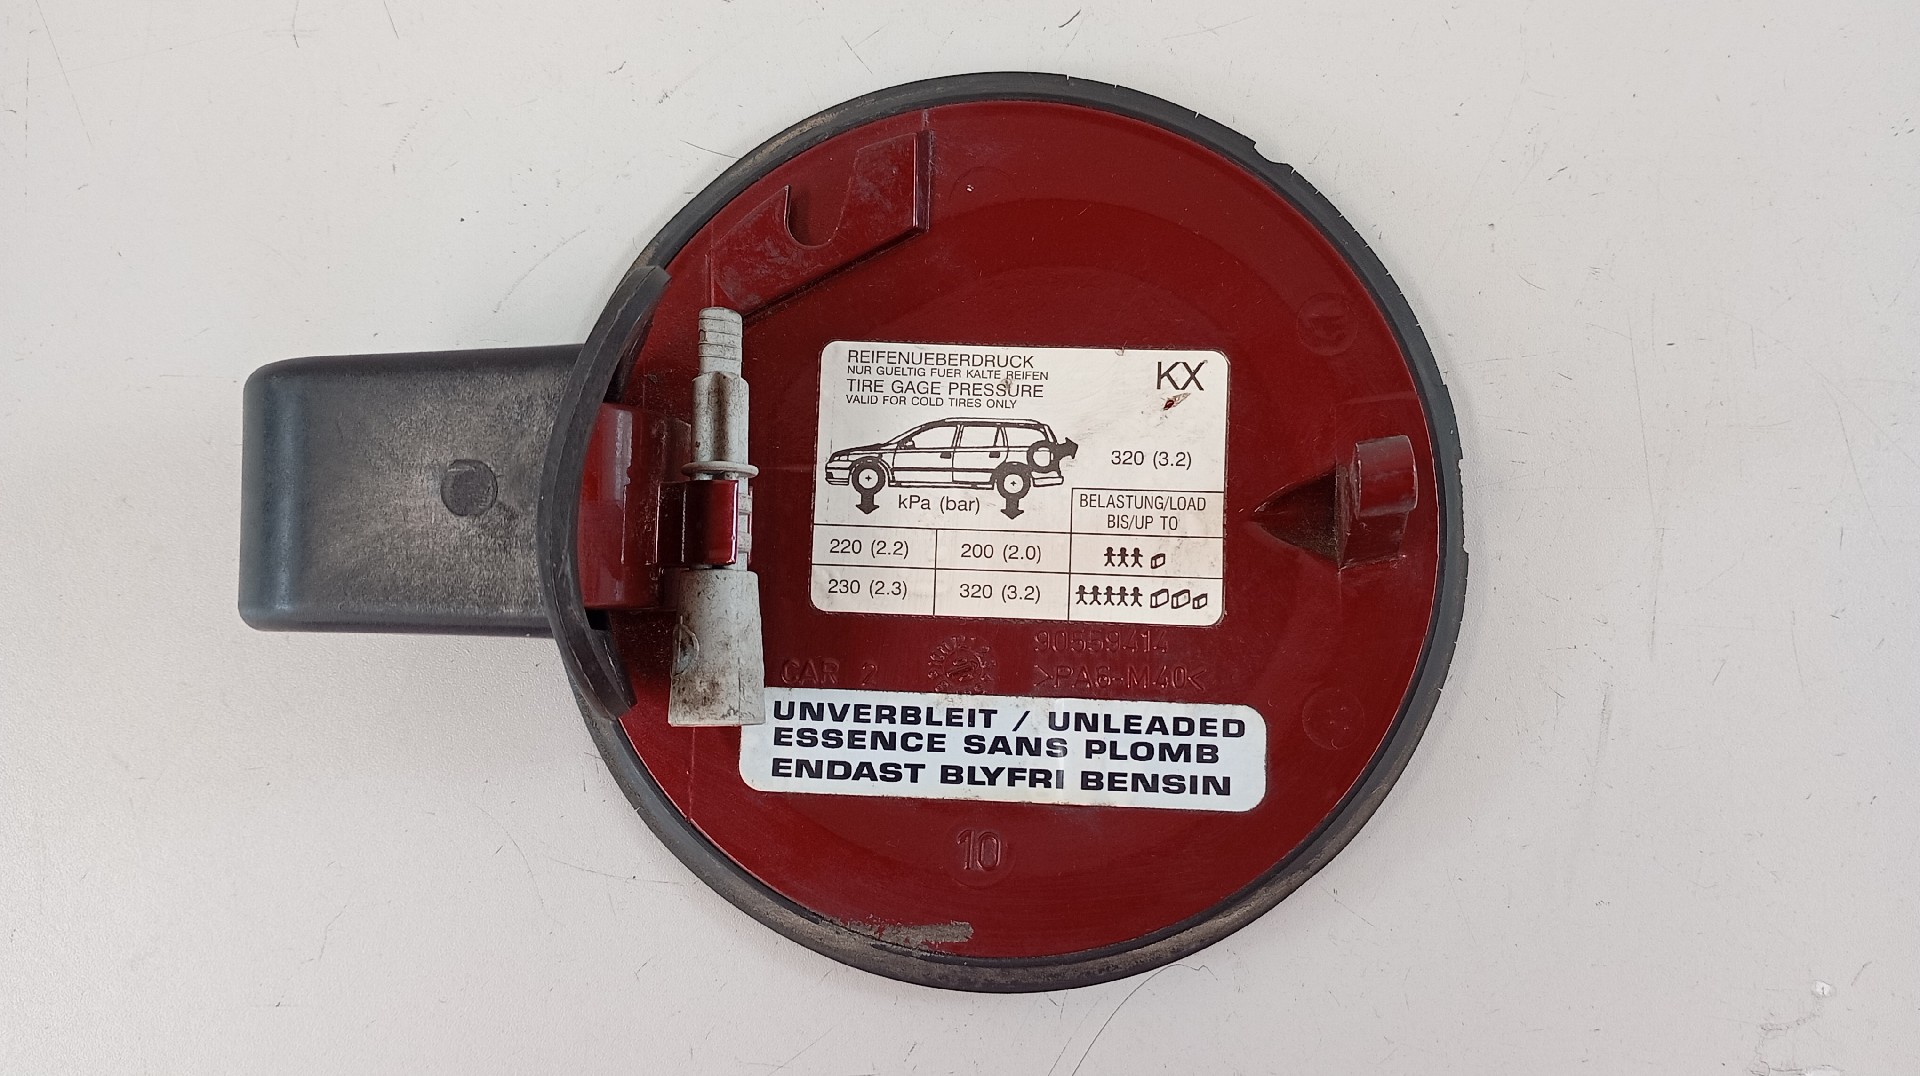 REIFENUEBERDRUCK
NUR GUELTIG FUER KALTE REIFEN
TIRE GAGE PRESSURE
VALID FOR COLD TIRES ONLY
KX
320 (3.2)
kPa (bar)
BELASTUNG/LOAD
BIS/UP TO
220 (2.2) 200 (2.0)
230 (2.3) 320 (3.2)
90559414
CAR 2 >PA6-M40<
UNVERBLEIT / UNLEADED
ESSENCE SANS PLOMB
ENDAST BLYFRI BENSIN
10